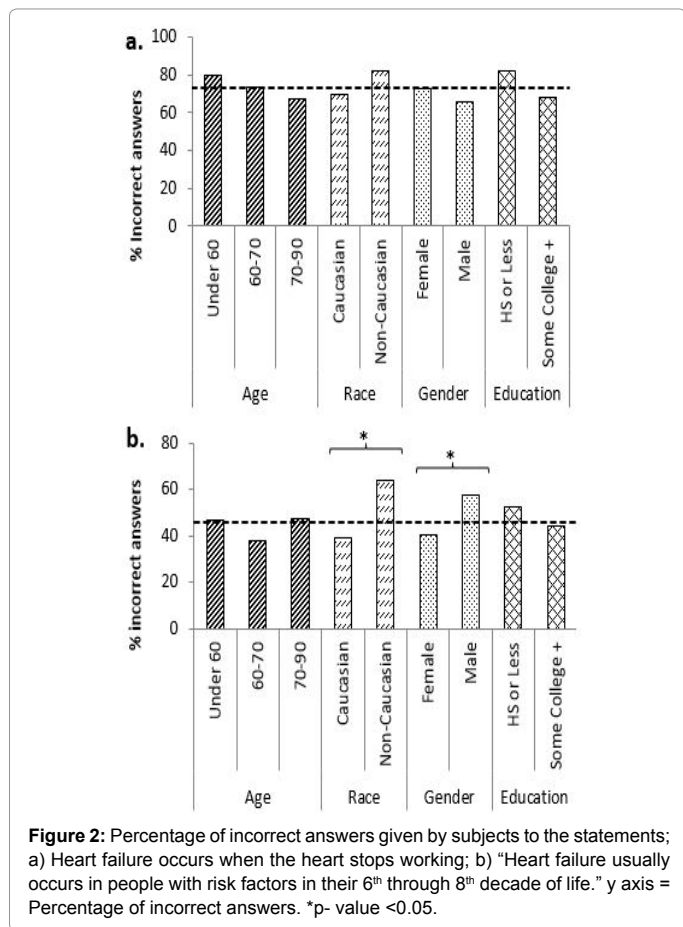 a.
% Incorrect answers
100
80
60
40
20
0
Under 60
60-70
70-90
Caucasian
Non-Caucasian
Female
Male
HS or Less
Some College +
Age
Race
Gender
Education
b.
% incorrect answers
80
60
40
20
0
*
*
Under 60
60-70
70-90
Caucasian
Non-Caucasian
Female
Male
HS or Less
Some College +
Age
Race
Gender
Education
Figure 2: Percentage of incorrect answers given by subjects to the statements;
a) Heart failure occurs when the heart stops working; b) “Heart failure usually
occurs in people with risk factors in their 6th through 8th decade of life.” y axis =
Percentage of incorrect answers. *p- value <0.05.